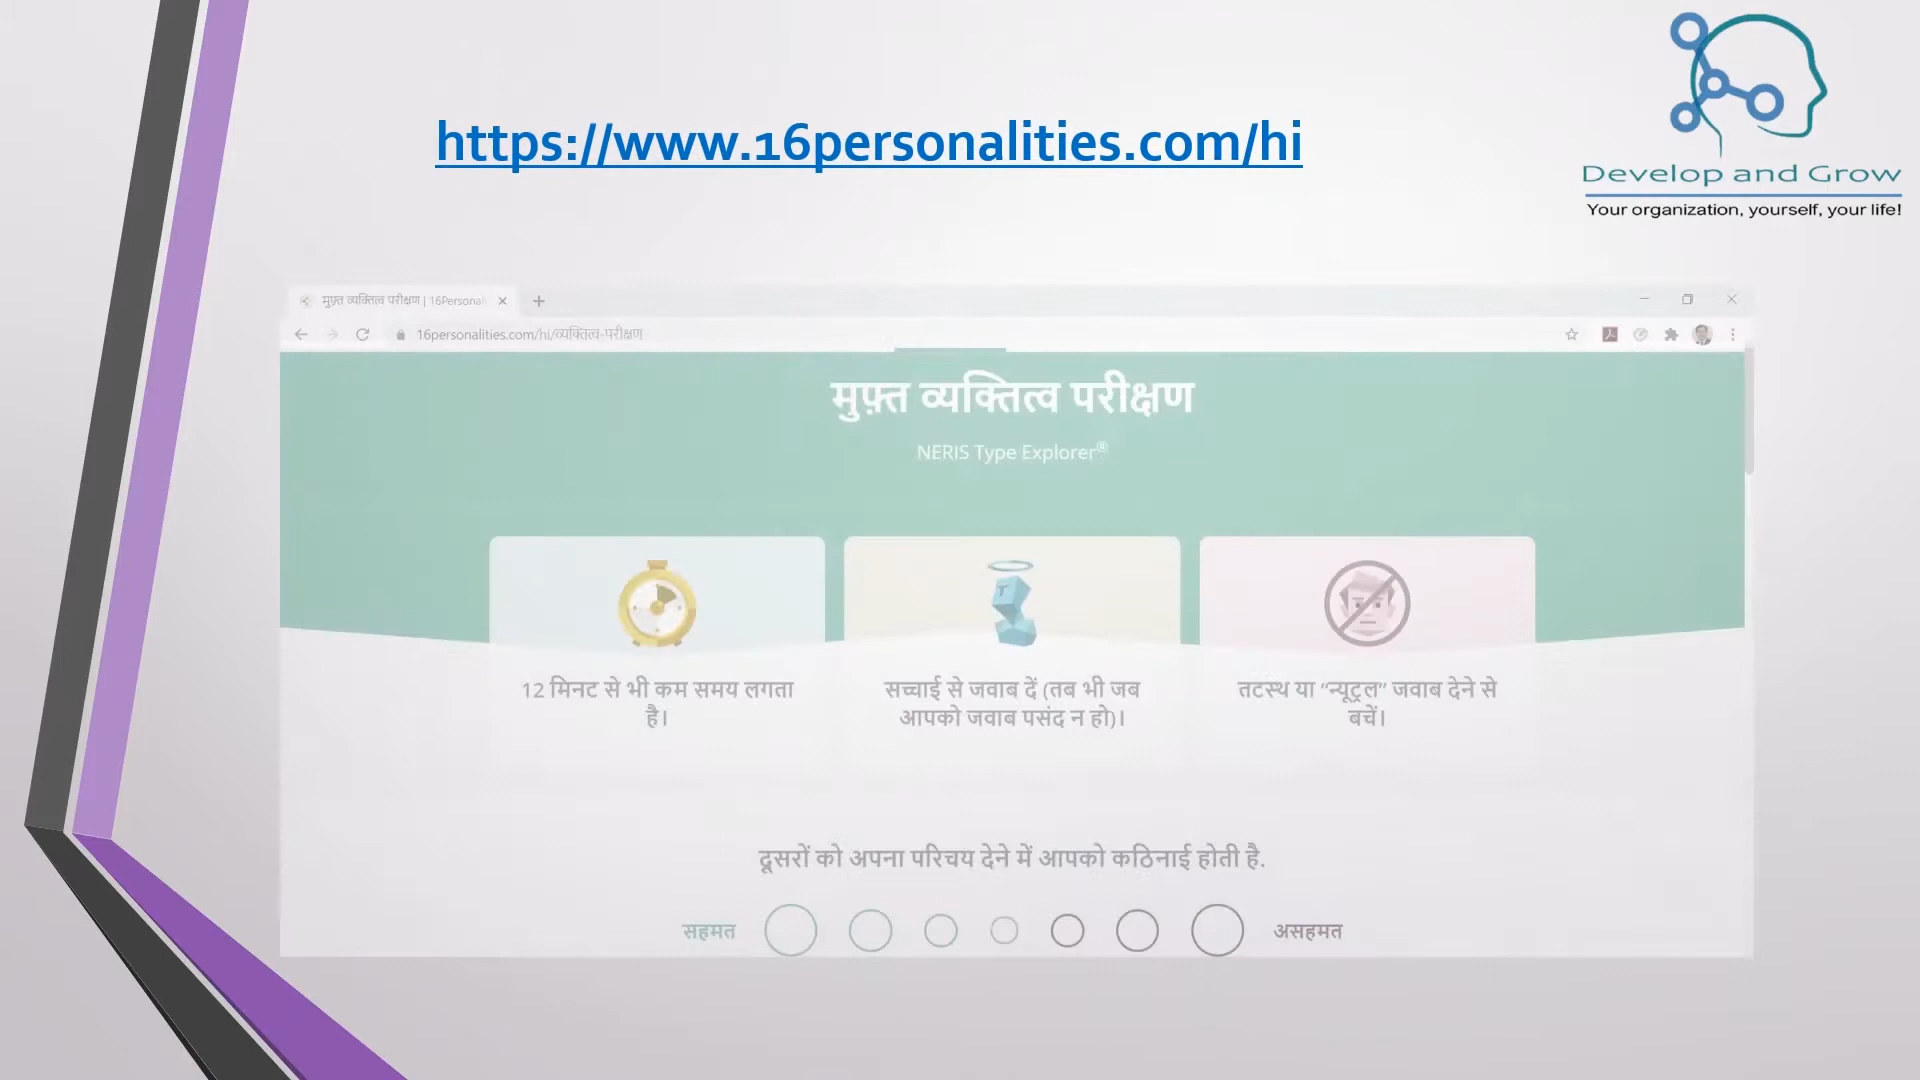 https://www.16personalities.com/hi
Develop and Grow
Your organization, yourself, your life!
मुफ़्त व्यक्तित्व परीक्षण | 16Personali
16personalities.com/hi/व्यक्तित्व-परीक्षण
मुफ़्त व्यक्तित्व परीक्षण
NERIS Type Explorer®
12 मिनट से भी कम समय लगता
है।
सच्चाई से जवाब दें (तब भी जब
आपको जवाब पसंद न हो)।
तटस्थ या “न्यूट्रल” जवाब देने से
बचें।
दूसरों को अपना परिचय देने में आपको कठिनाई होती है.
सहमत असहमत